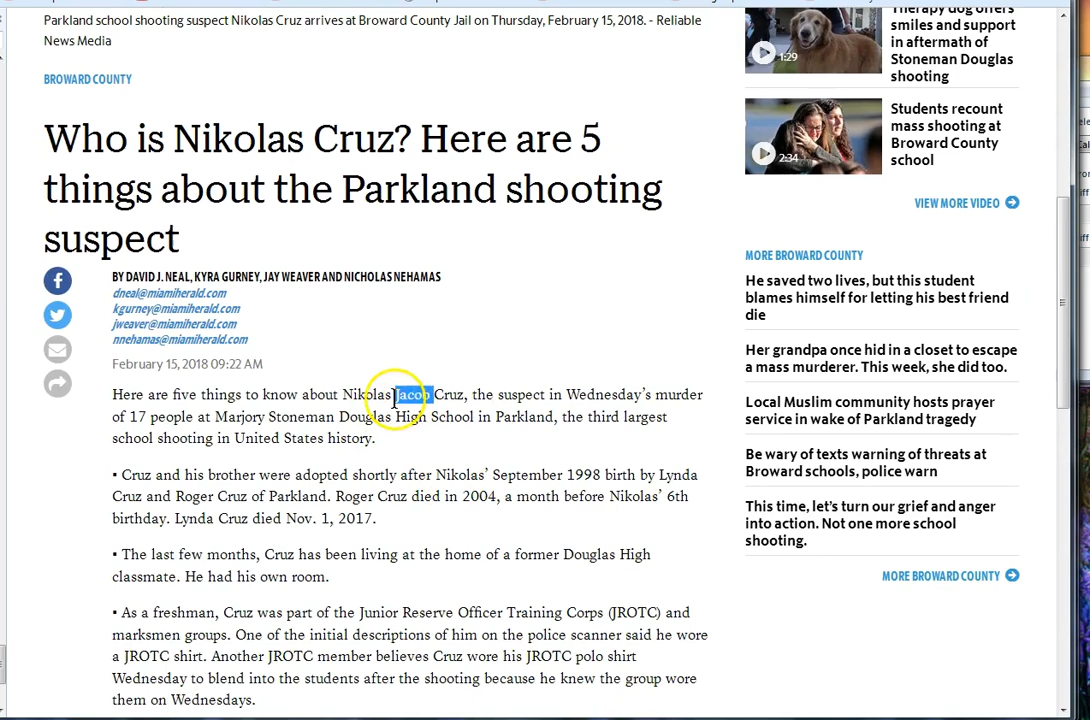 Parkland school shooting suspect Nikolas Cruz arrives at Broward County Jail on Thursday, February 15, 2018. - Reliable
News Media
BROWARD COUNTY
Who is Nikolas Cruz? Here are 5
things about the Parkland shooting
suspect
BY DAVID J. NEAL, KYRA GURNEY, JAY WEAVER AND NICHOLAS NEHAMAS
dneal@miamiherald.com
kgurney@miamiherald.com
jweaver@miamiherald.com
nnehamas@miamiherald.com
February 15, 2018 09:22 AM
Here are five things to know about Nikolas Jacob Cruz, the suspect in Wednesday's murder
of 17 people at Marjory Stoneman Douglas High School in Parkland, the third largest
school shooting in United States history.
▪ Cruz and his brother were adopted shortly after Nikolas' September 1998 birth by Lynda
Cruz and Roger Cruz of Parkland. Roger Cruz died in 2004, a month before Nikolas' 6th
birthday. Lynda Cruz died Nov. 1, 2017.
▪ The last few months, Cruz has been living at the home of a former Douglas High
classmate. He had his own room.
▪ As a freshman, Cruz was part of the Junior Reserve Officer Training Corps (JROTC) and
marksmen groups. One of the initial descriptions of him on the police scanner said he wore
a JROTC shirt. Another JROTC member believes Cruz wore his JROTC polo shirt
Wednesday to blend into the students after the shooting because he knew the group wore
them on Wednesdays.
Therapy dog offers
smiles and support
in aftermath of
Stoneman Douglas
shooting
1:29
Students recount
mass shooting at
Broward County
school
2:34
VIEW MORE VIDEO
MORE BROWARD COUNTY
He saved two lives, but this student
blames himself for letting his best friend
die
Her grandpa once hid in a closet to escape
a mass murderer. This week, she did too.
Local Muslim community hosts prayer
service in wake of Parkland tragedy
Be wary of texts warning of threats at
Broward schools, police warn
This time, let's turn our grief and anger
into action. Not one more school
shooting.
MORE BROWARD COUNTY